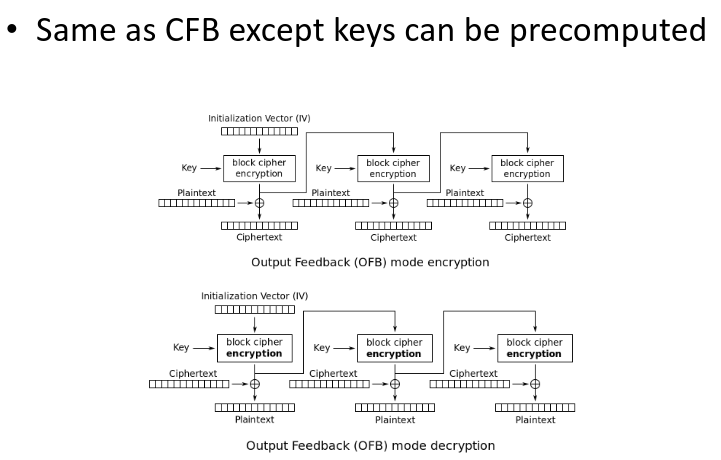 • Same as CFB except keys can be precomputed
Initialization Vector (IV)
Key
block cipher
encryption
Key
block cipher
encryption
Key
block cipher
encryption
Plaintext
Plaintext
Plaintext
Ciphertext
Ciphertext
Ciphertext
Output Feedback (OFB) mode encryption
Initialization Vector (IV)
Key
block cipher
encryption
Key
block cipher
encryption
Key
block cipher
encryption
Ciphertext
Ciphertext
Ciphertext
Plaintext
Plaintext
Plaintext
Output Feedback (OFB) mode decryption